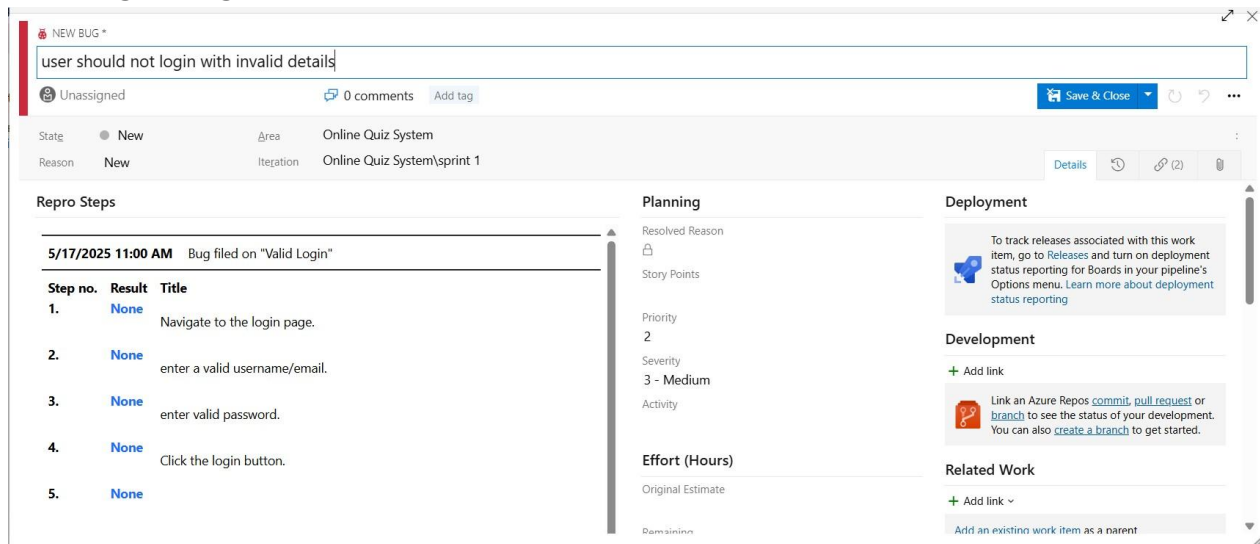 NEW BUG *
user should not login with invalid details
Unassigned
0 comments
Add tag
Save & Close
State
New
Area
Online Quiz System
Reason
New
Iteration
Online Quiz System\sprint 1
Details
(2)
Repro Steps
5/17/2025 11:00 AM Bug filed on "Valid Login"
Step no. Result Title
1. None
Navigate to the login page.
2. None
enter a valid username/email.
3. None
enter valid password.
4. None
Click the login button.
5. None
Planning
Resolved Reason
Story Points
Priority
2
Severity
3 - Medium
Activity
Effort (Hours)
Original Estimate
Remaining
Deployment
To track releases associated with this work
item, go to Releases and turn on deployment
status reporting for Boards in your pipeline's
Options menu. Learn more about deployment
status reporting
Development
+ Add link
Link an Azure Repos commit, pull request or
branch to see the status of your development.
You can also create a branch to get started.
Related Work
+ Add link
Add an existing work item as a parent